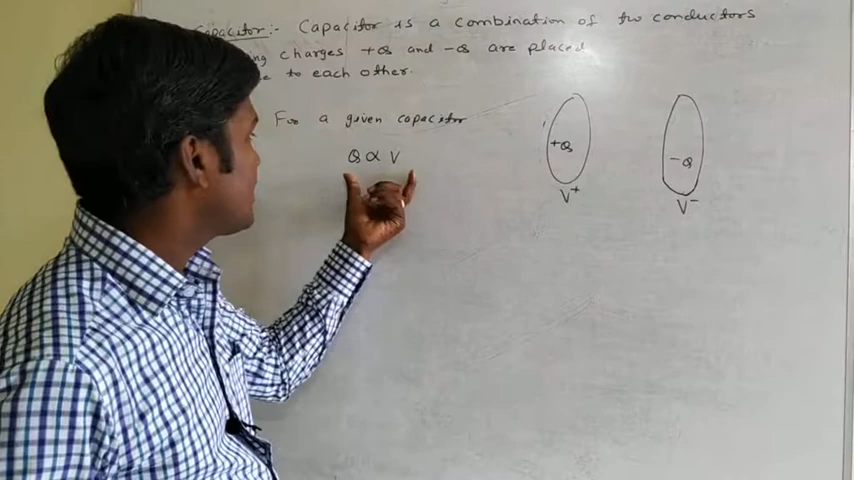 Capacitor :- Capacitor is a combination of two conductors
charges +Q and -Q are placed
to each other.
For a given capacitor
Q ∝ V
+Q
-Q
V+
V-